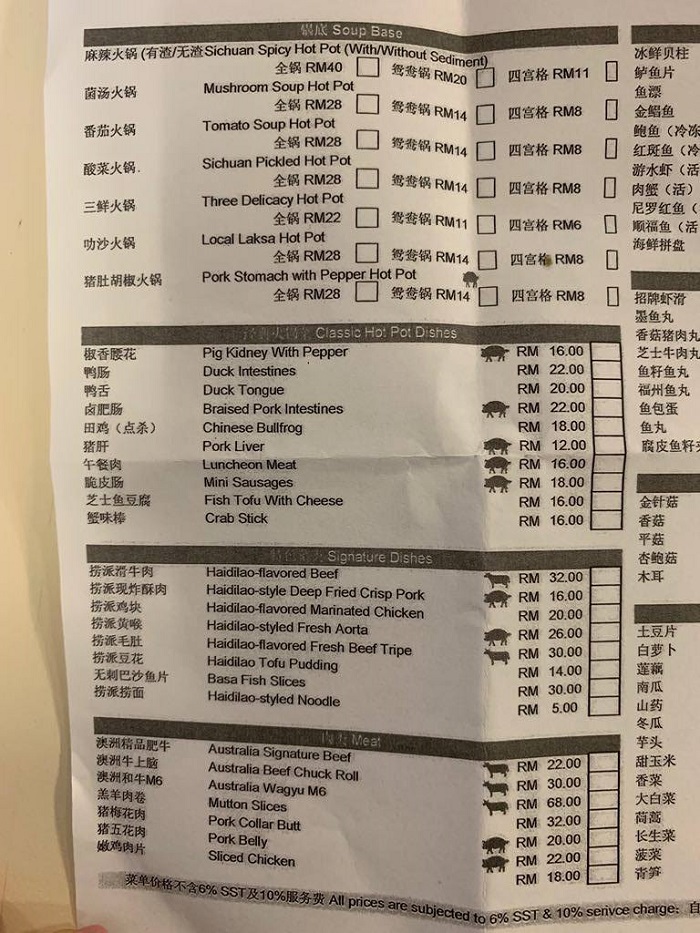 锅底 Soup Base
麻辣火锅 (有渣/无渣 Sichuan Spicy Hot Pot (With/Without Sediment)
全锅 RM40 鸳鸯锅 RM20 四宫格 RM11
菌汤火锅 Mushroom Soup Hot Pot
全锅 RM28 鸳鸯锅 RM14 四宫格 RM8
番茄火锅 Tomato Soup Hot Pot
全锅 RM28 鸳鸯锅 RM14 四宫格 RM8
酸菜火锅 Sichuan Pickled Hot Pot
全锅 RM28 鸳鸯锅 RM14 四宫格 RM8
三鲜火锅 Three Delicacy Hot Pot
全锅 RM22 鸳鸯锅 RM11 四宫格 RM6
叻沙火锅 Local Laksa Hot Pot
全锅 RM28 鸳鸯锅 RM14 四宫格 RM8
猪肚胡椒火锅 Pork Stomach with Pepper Hot Pot
全锅 RM28 鸳鸯锅 RM14 四宫格 RM8
Classic Hot Pot Dishes
椒香腰花 Pig Kidney With Pepper RM 16.00
鸭肠 Duck Intestines RM 22.00
鸭舌 Duck Tongue RM 20.00
卤肥肠 Braised Pork Intestines RM 22.00
田鸡（点杀） Chinese Bullfrog RM 18.00
猪肝 Pork Liver RM 12.00
午餐肉 Luncheon Meat RM 16.00
脆皮肠 Mini Sausages RM 18.00
芝士鱼豆腐 Fish Tofu With Cheese RM 16.00
蟹味棒 Crab Stick RM 16.00
Signature Dishes
捞派滑牛肉 Haidilao-flavored Beef RM 32.00
捞派现炸酥肉 Haidilao-style Deep Fried Crisp Pork RM 16.00
捞派鸡块 Haidilao-flavored Marinated Chicken RM 20.00
捞派黄喉 Haidilao-styled Fresh Aorta RM 26.00
捞派毛肚 Haidilao-flavored Fresh Beef Tripe RM 30.00
捞派豆花 Haidilao Tofu Pudding RM 14.00
无刺巴沙鱼片 Basa Fish Slices RM 30.00
捞派捞面 Haidilao-styled Noodle RM 5.00
Meat
澳洲精品肥牛 Australia Signature Beef RM 22.00
澳洲牛上脑 Australia Beef Chuck Roll RM 30.00
澳洲和牛M6 Australia Wagyu M6 RM 68.00
羔羊肉卷 Mutton Slices RM 32.00
猪梅花肉 Pork Collar Butt RM 20.00
猪五花肉 Pork Belly RM 22.00
嫩鸡肉片 Sliced Chicken RM 18.00
菜单价格不含6% SST及10%服务费 All prices are subjected to 6% SST & 10% serivce charge; 自
冰鲜贝柱
鲈鱼片
鱼漂
金鲳鱼
鲍鱼（冷冻
红斑鱼（冷
游水虾（活
肉蟹（活）
尼罗红鱼（
顺福鱼（活
海鲜拼盘
招牌虾滑
墨鱼丸
香菇猪肉丸
芝士牛肉丸
鱼籽鱼丸
福州鱼丸
鱼包蛋
鱼丸
腐皮鱼籽
金针菇
香菇
平菇
杏鲍菇
木耳
土豆片
白萝卜
莲藕
南瓜
山药
冬瓜
芋头
甜玉米
香菜
大白菜
茼蒿
长生菜
菠菜
青笋